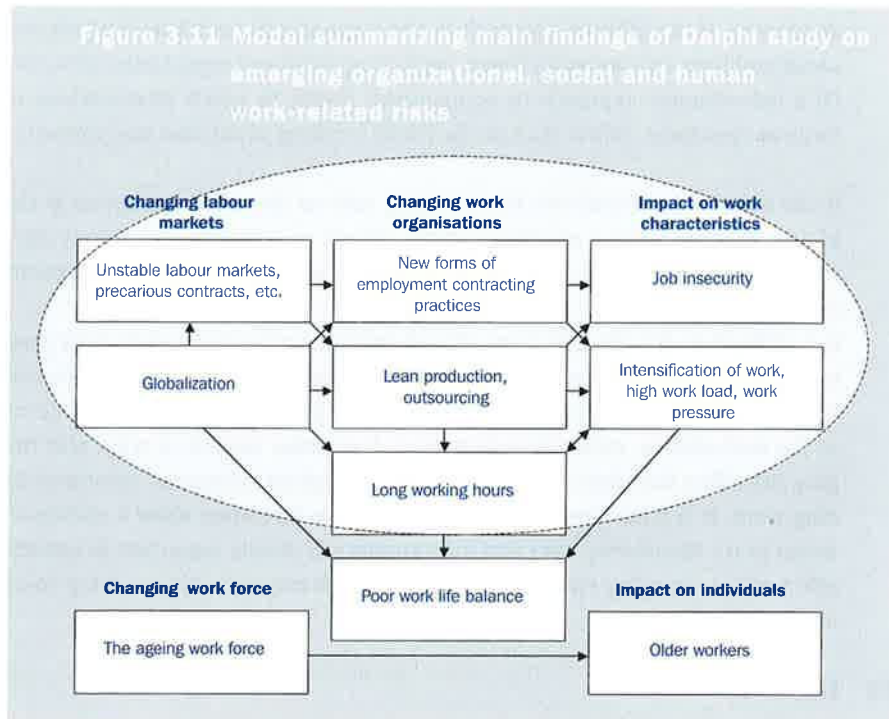 Figure 3.11 Model summarizing main findings of Delphi study on
emerging organizational, social and human
work-related risks
Changing labour
markets
Changing work
organisations
Impact on work
characteristics
Unstable labour markets,
precarious contracts, etc.
New forms of
employment contracting
practices
Job insecurity
Globalization
Lean production,
outsourcing
Intensification of work,
high work load, work
pressure
Long working hours
Poor work life balance
Changing work force
Impact on individuals
The ageing work force
Older workers